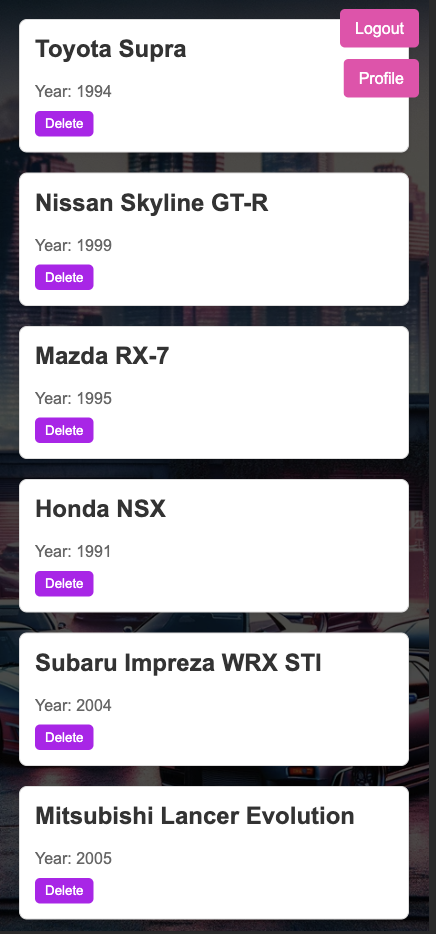 Logout
Toyota Supra
Profile
Year: 1994
Delete
Nissan Skyline GT-R
Year: 1999
Delete
Mazda RX-7
Year: 1995
Delete
Honda NSX
Year: 1991
Delete
Subaru Impreza WRX STI
Year: 2004
Delete
Mitsubishi Lancer Evolution
Year: 2005
Delete